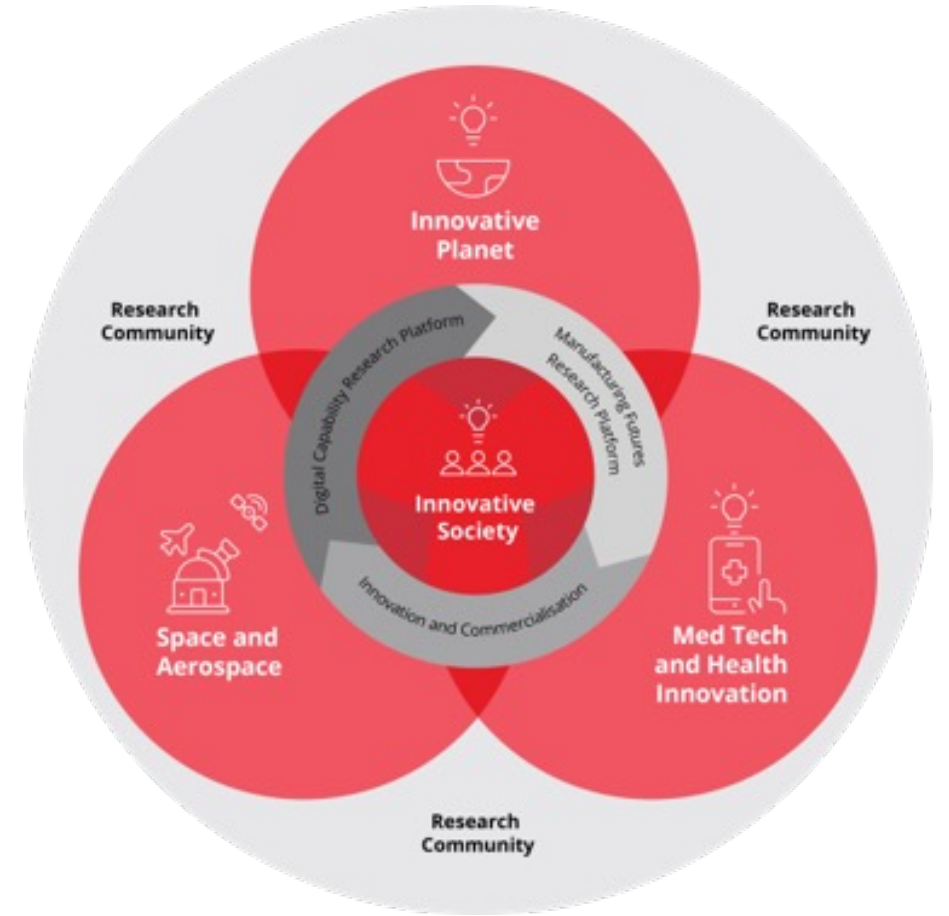 Innovative
Planet
Research
Community
Research
Community
Digital Capability Research Platform
Manufacturing Futures
Research Platform
Innovative
Society
Innovation and Commercialisation
Space and
Aerospace
Med Tech
and Health
Innovation
Research
Community